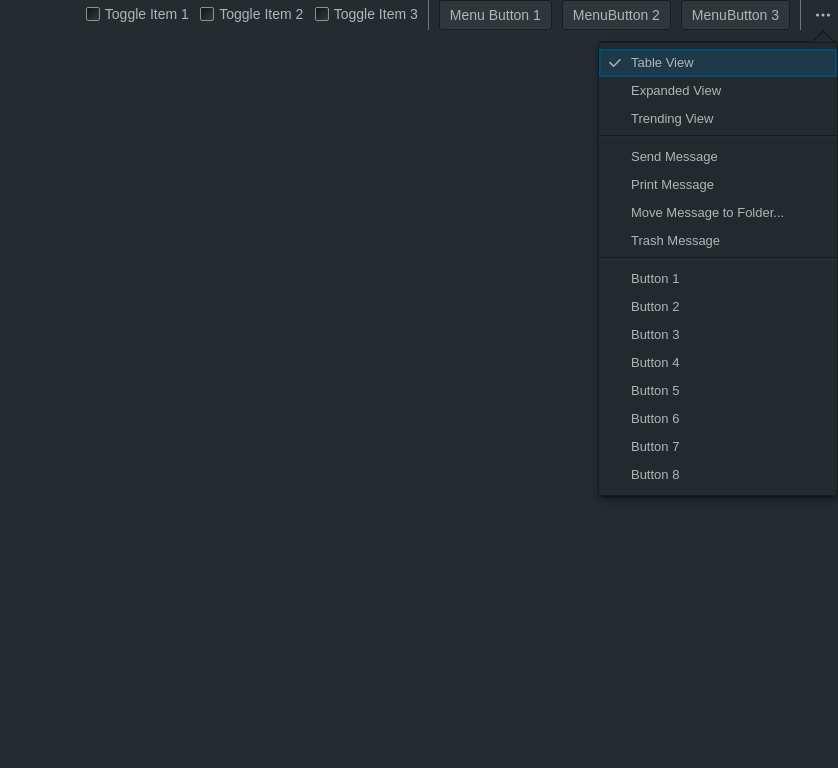 Toggle Item 1 Toggle Item 2 Toggle Item 3 Menu Button 1 MenuButton 2 MenuButton 3
Table View
Expanded View
Trending View
Send Message
Print Message
Move Message to Folder...
Trash Message
Button 1
Button 2
Button 3
Button 4
Button 5
Button 6
Button 7
Button 8